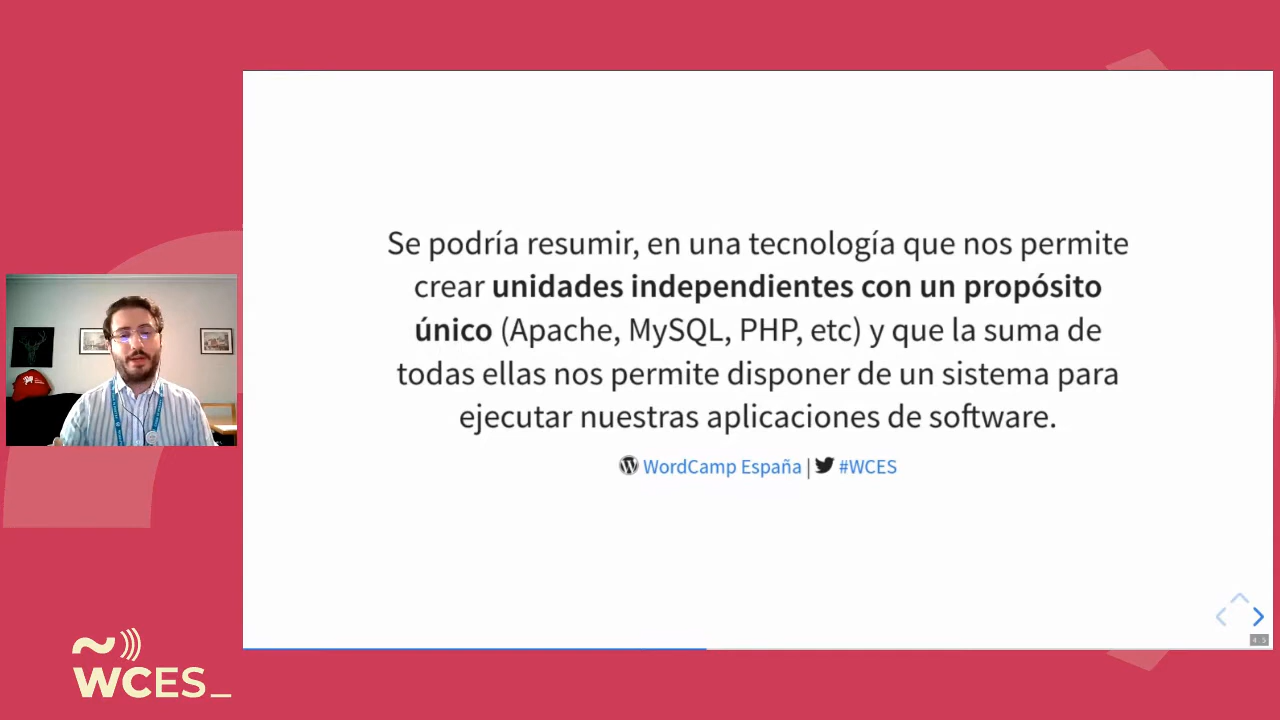 Se podría resumir, en una tecnología que nos permite
crear unidades independientes con un propósito
único (Apache, MySQL, PHP, etc) y que la suma de
todas ellas nos permite disponer de un sistema para
ejecutar nuestras aplicaciones de software.
WordCamp España | #WCES
4 5
WCES_